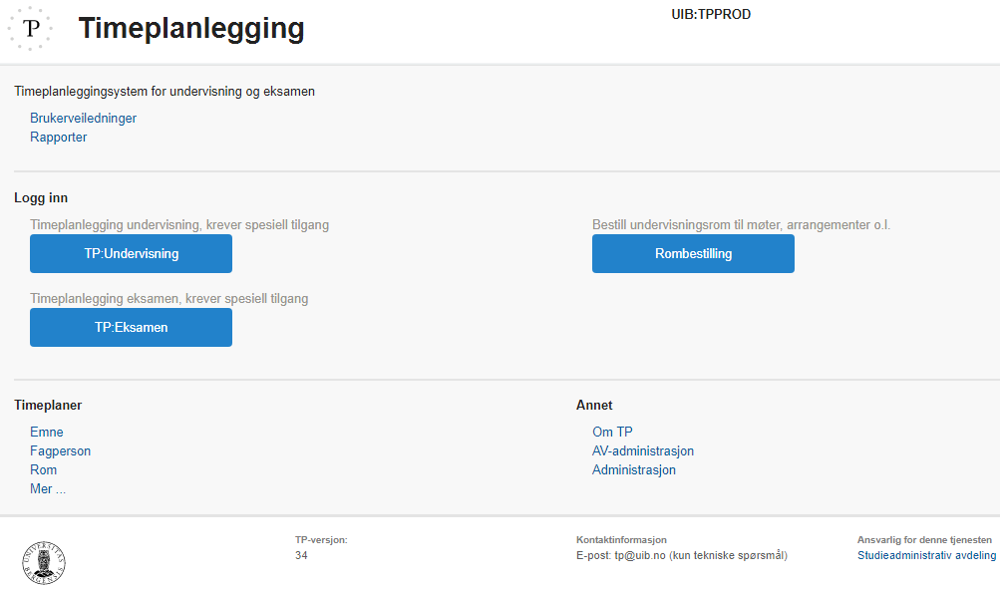 P
Timeplanlegging
UIB:TPPROD
Timeplanleggingsystem for undervisning og eksamen
Brukerveiledninger
Rapporter
Logg inn
Timeplanlegging undervisning, krever spesiell tilgang
TP:Undervisning
Bestill undervisningsrom til møter, arrangementer o.l.
Rombestilling
Timeplanlegging eksamen, krever spesiell tilgang
TP:Eksamen
Timeplaner
Emne
Fagperson
Rom
Mer ...
Annet
Om TP
AV-administrasjon
Administrasjon
UNIVERSITAS BERGENSIS
TP-versjon:
34
Kontaktinformasjon
E-post: tp@uib.no (kun tekniske spørsmål)
Ansvarlig for denne tjenesten
Studieadministrativ avdeling